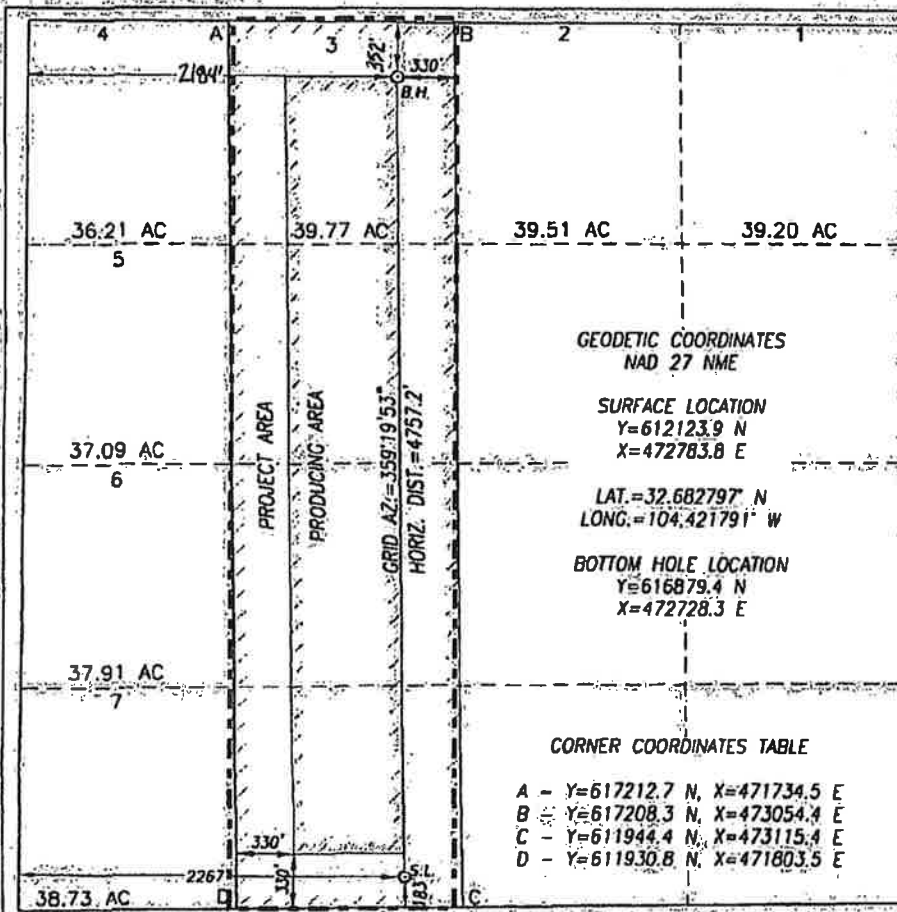 4 A 3 B 2 1
352'
2184' 330'
B.H.
36.21 AC 39.77 AC 39.51 AC 39.20 AC
5
GEODETIC COORDINATES
NAD 27 NME
SURFACE LOCATION
Y=612123.9 N
X=472783.8 E
LAT.=32.682797° N
LONG.=104.421791° W
BOTTOM HOLE LOCATION
Y=616879.4 N
X=472728.3 E
PROJECT AREA
PRODUCING AREA
GRID AZ.=359°19'53"
HORIZ. DIST.=4757.2'
37.09 AC
6
37.91 AC
7
CORNER COORDINATES TABLE
A - Y=617212.7 N, X=471734.5 E
B - Y=617208.3 N, X=473054.4 E
C - Y=611944.4 N, X=473115.4 E
D - Y=611930.8 N, X=471803.5 E
330'
2267' 330' S.L.
183'
38.73 AC D C